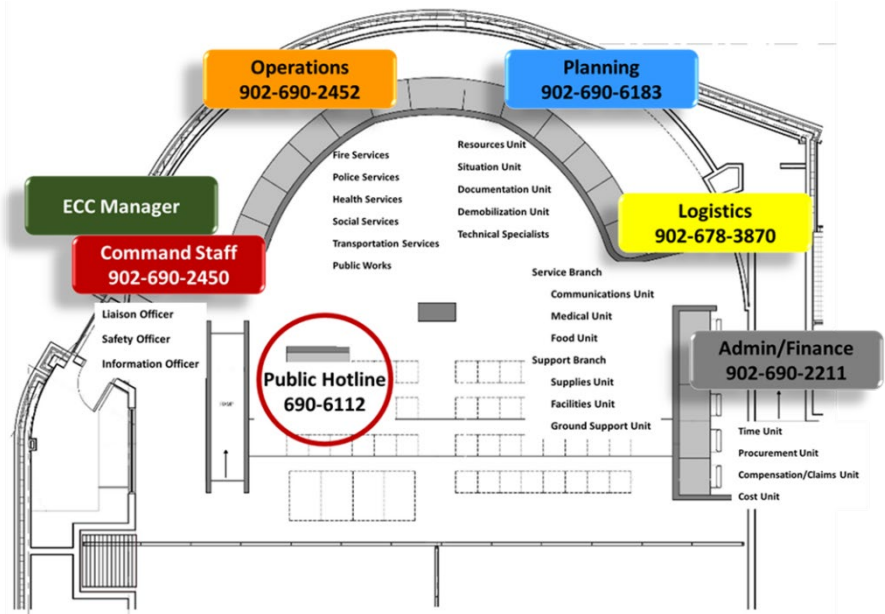 Operations
902-690-2452
Planning
902-690-6183
ECC Manager
Command Staff
902-690-2450
Logistics
902-678-3870
Fire Services
Police Services
Health Services
Social Services
Transportation Services
Public Works
Resources Unit
Situation Unit
Documentation Unit
Demobilization Unit
Technical Specialists
Liaison Officer
Safety Officer
Information Officer
Service Branch
Communications Unit
Medical Unit
Food Unit
Support Branch
Supplies Unit
Facilities Unit
Ground Support Unit
Public Hotline
690-6112
Admin/Finance
902-690-2211
Time Unit
Procurement Unit
Compensation/Claims Unit
Cost Unit